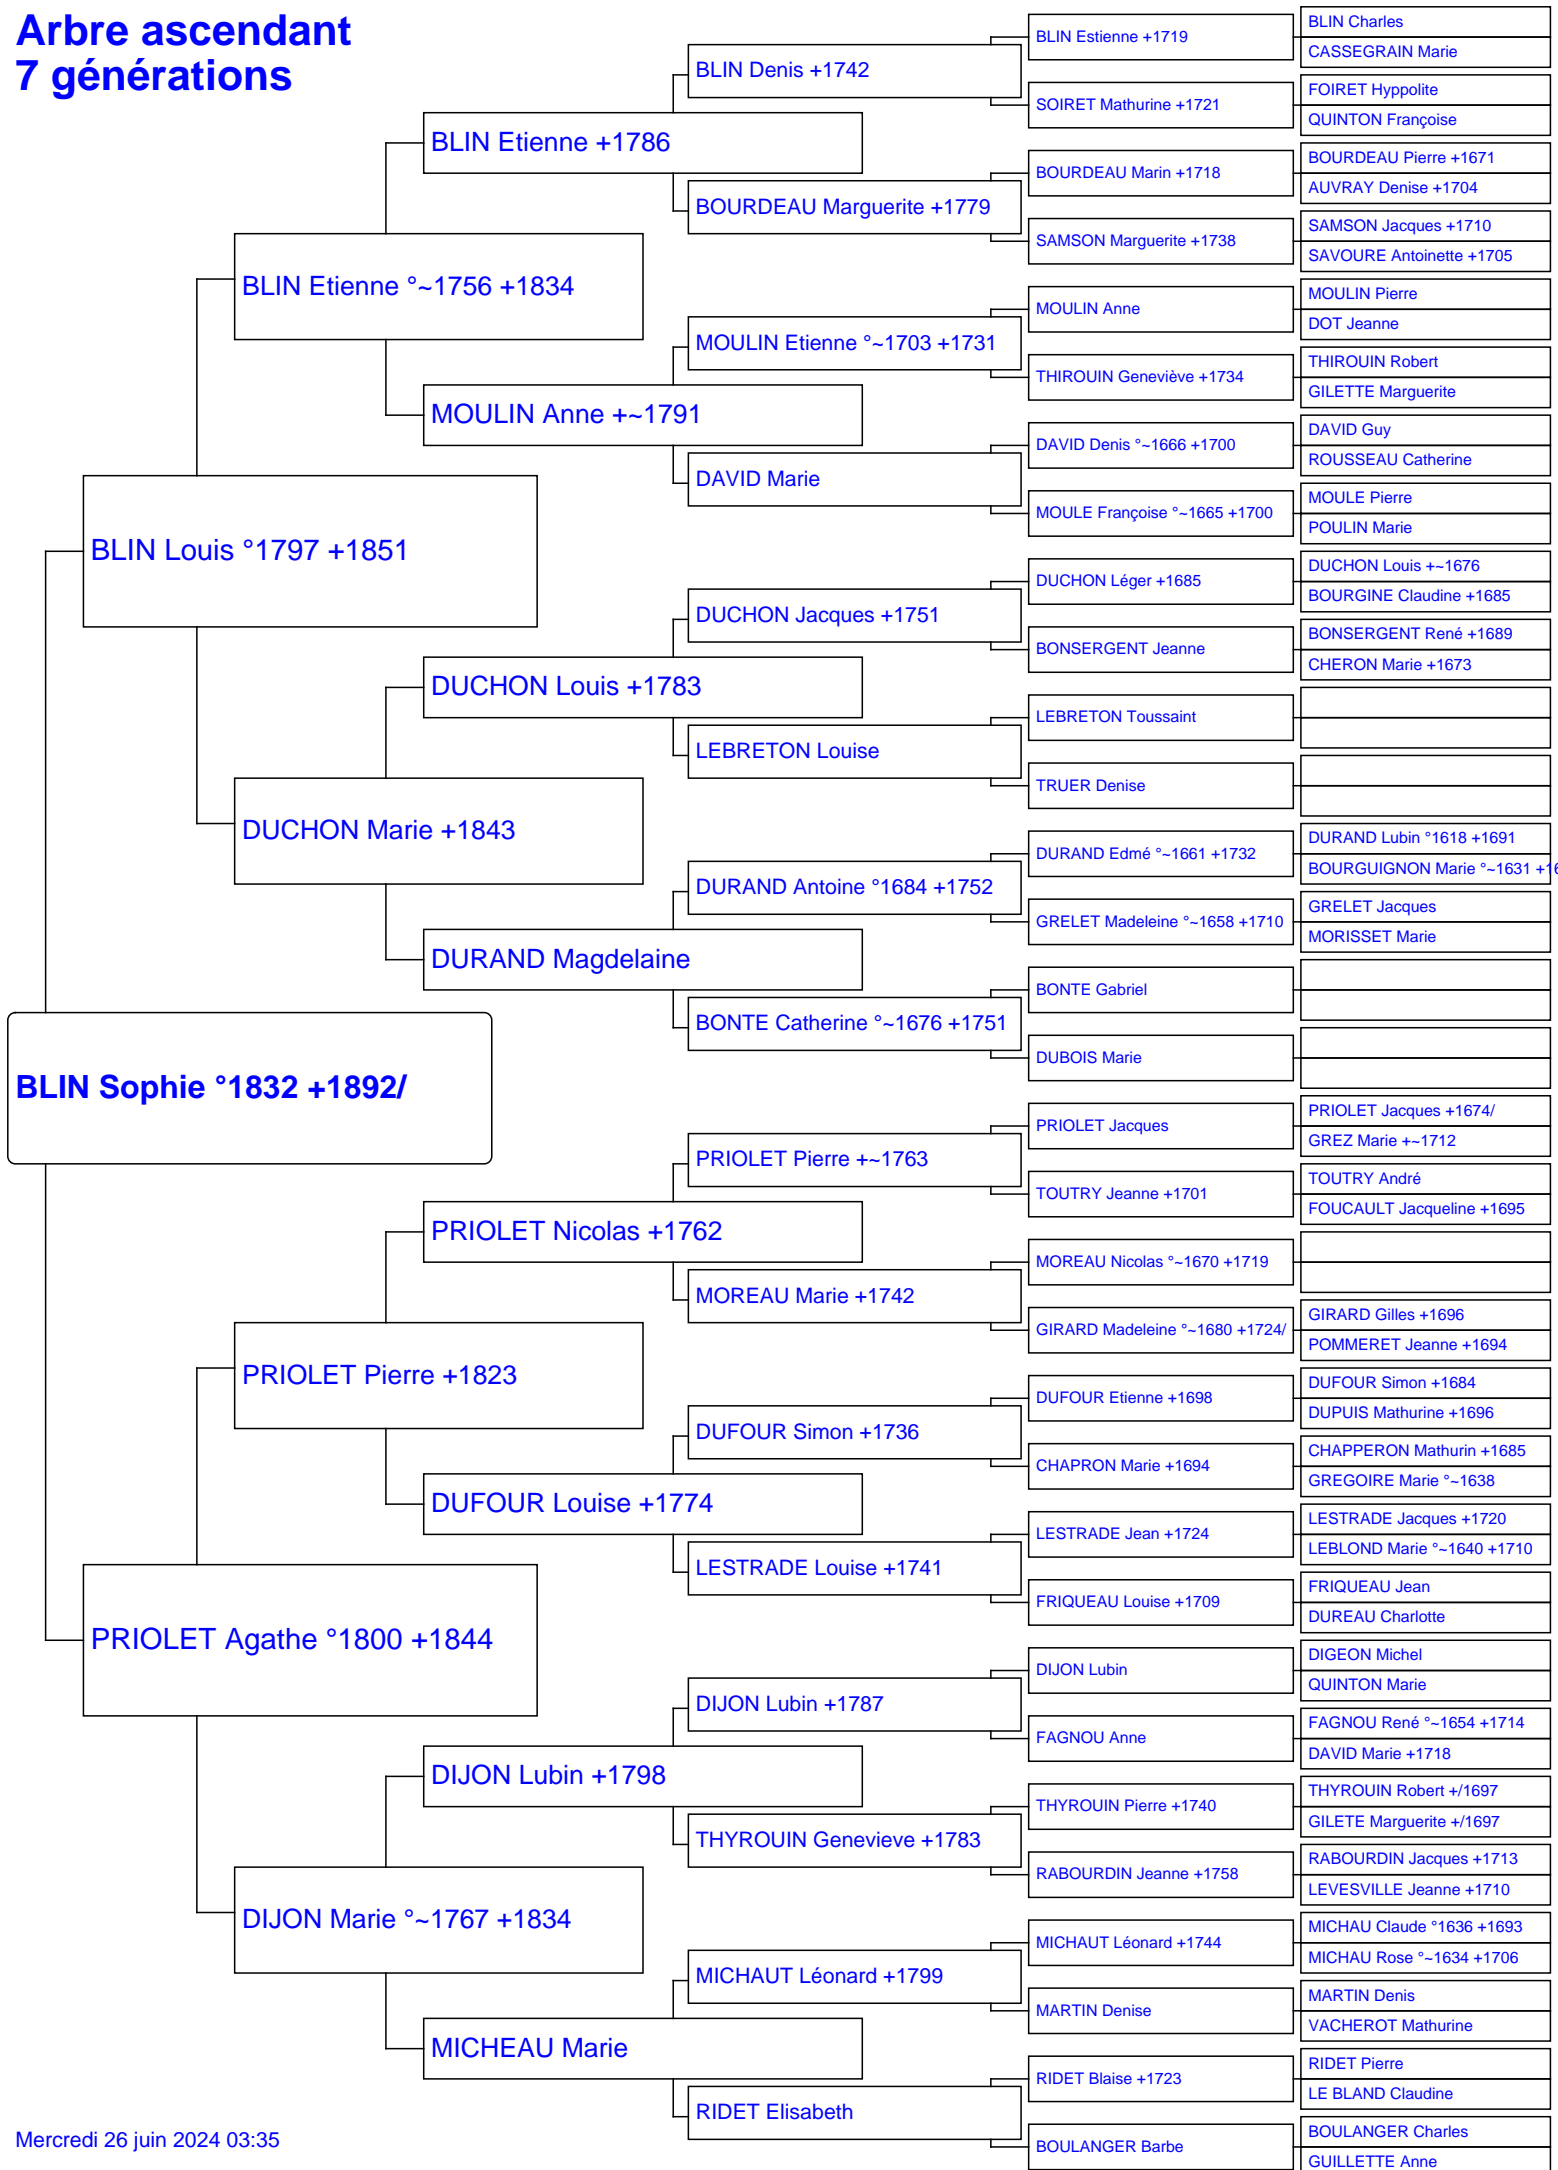 Arbre ascendant
7 générations
BLIN Sophie °1832 +1892/
BLIN Louis °1797 +1851
PRIOLET Agathe °1800 +1844
BLIN Etienne °~1756 +1834
DUCHON Marie +1843
PRIOLET Pierre +1823
DIJON Marie °~1767 +1834
BLIN Etienne +1786
MOULIN Anne +~1791
DUCHON Louis +1783
DURAND Magdelaine
PRIOLET Nicolas +1762
DUFOUR Louise +1774
DIJON Lubin +1798
MICHEAU Marie
BLIN Denis +1742
BOURDEAU Marguerite +1779
MOULIN Etienne °~1703 +1731
DAVID Marie
DUCHON Jacques +1751
LEBRETON Louise
DURAND Antoine °1684 +1752
BONTE Catherine °~1676 +1751
PRIOLET Pierre +~1763
MOREAU Marie +1742
DUFOUR Simon +1736
LESTRADE Louise +1741
DIJON Lubin +1787
THYROUIN Genevieve +1783
MICHAUT Léonard +1799
RIDET Elisabeth
BLIN Estienne +1719
SOIRET Mathurine +1721
BOURDEAU Marin +1718
SAMSON Marguerite +1738
MOULIN Anne
THIROUIN Geneviève +1734
DAVID Denis °~1666 +1700
MOULE Françoise °~1665 +1700
DUCHON Léger +1685
BONSERGENT Jeanne
LEBRETON Toussaint
TRUER Denise
DURAND Edmé °~1661 +1732
GRELET Madeleine °~1658 +1710
BONTE Gabriel
DUBOIS Marie
PRIOLET Jacques
TOUTRY Jeanne +1701
MOREAU Nicolas °~1670 +1719
GIRARD Madeleine °~1680 +1724/
DUFOUR Etienne +1698
CHAPRON Marie +1694
LESTRADE Jean +1724
FRIQUEAU Louise +1709
DIJON Lubin
FAGNOU Anne
THYROUIN Pierre +1740
RABOURDIN Jeanne +1758
MICHAUT Léonard +1744
MARTIN Denise
RIDET Blaise +1723
BOULANGER Barbe
BLIN Charles
CASSEGRAIN Marie
FOIRET Hyppolite
QUINTON Françoise
BOURDEAU Pierre +1671
AUVRAY Denise +1704
SAMSON Jacques +1710
SAVOURE Antoinette +1705
MOULIN Pierre
DOT Jeanne
THIROUIN Robert
GILETTE Marguerite
DAVID Guy
ROUSSEAU Catherine
MOULE Pierre
POULIN Marie
DUCHON Louis +~1676
BOURGINE Claudine +1685
BONSERGENT René +1689
CHERON Marie +1673
DURAND Lubin °1618 +1691
BOURGUIGNON Marie °~1631
GRELET Jacques
MORISSET Marie
PRIOLET Jacques +1674/
GREZ Marie +~1712
TOUTRY André
FOUCAULT Jacqueline +1695
GIRARD Gilles +1696
POMMERET Jeanne +1694
DUFOUR Simon +1684
DUPUIS Mathurine +1696
CHAPPERON Mathurin +1685
GREGOIRE Marie °~1638
LESTRADE Jacques +1720
LEBLOND Marie °~1640 +1710
FRIQUEAU Jean
DUREAU Charlotte
DIGEON Michel
QUINTON Marie
FAGNOU René °~1654 +1714
DAVID Marie +1718
THYROUIN Robert +/1697
GILETE Marguerite +/1697
RABOURDIN Jacques +1713
LEVESVILLE Jeanne +1710
MICHAU Claude °1636 +1693
MICHAU Rose °~1634 +1706
MARTIN Denis
VACHEROT Mathurine
RIDET Pierre
LE BLAND Claudine
BOULANGER Charles
GUILLETTE Anne
Mercredi 26 juin 2024 03:35